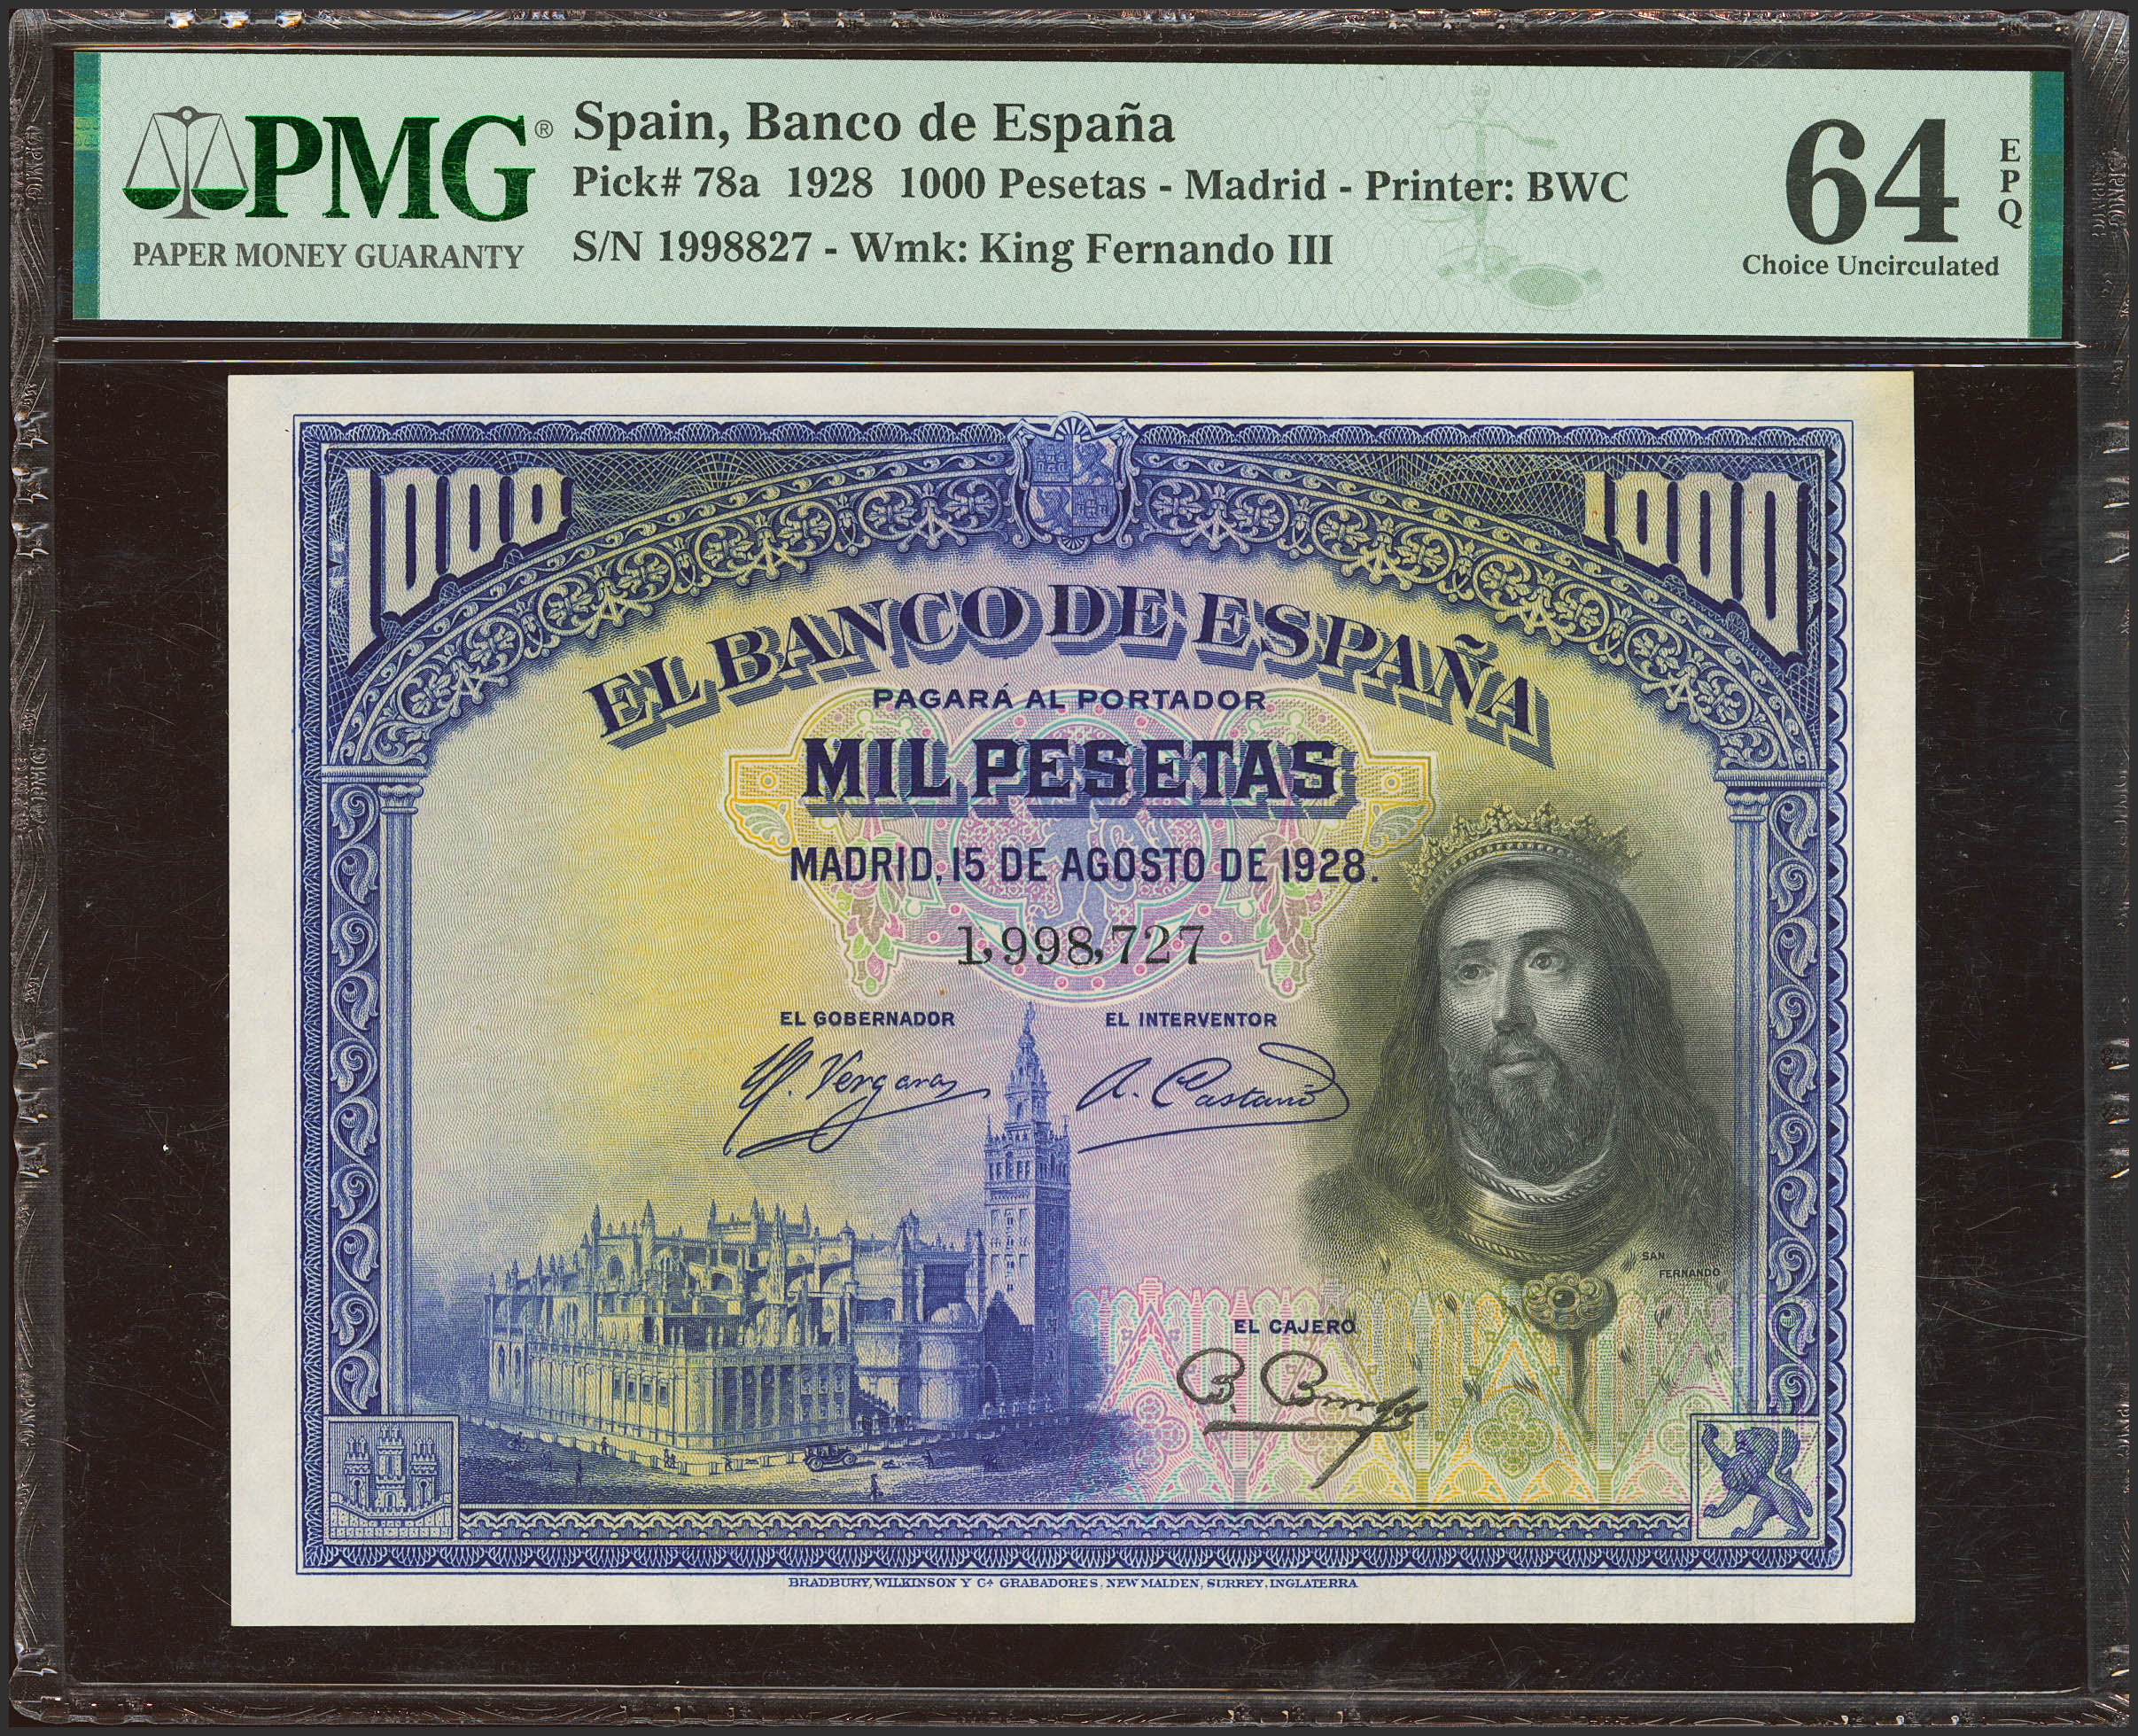 PMG®
PAPER MONEY GUARANTY
Spain, Banco de España
Pick# 78a 1928 1000 Pesetas - Madrid - Printer: BWC
S/N 1998827 - Wmk: King Fernando III
64
EPQ
Choice Uncirculated
1000
1000
EL BANCO DE ESPAÑA
PAGARÁ AL PORTADOR
MIL PESETAS
MADRID, 15 DE AGOSTO DE 1928.
1,998,727
EL GOBERNADOR
EL INTERVENTOR
Vergara
A. Castaño
SAN
FERNANDO
EL CAJERO
BRADBURY, WILKINSON Y Cª GRABADORES, NEW MALDEN, SURREY, INGLATERRA